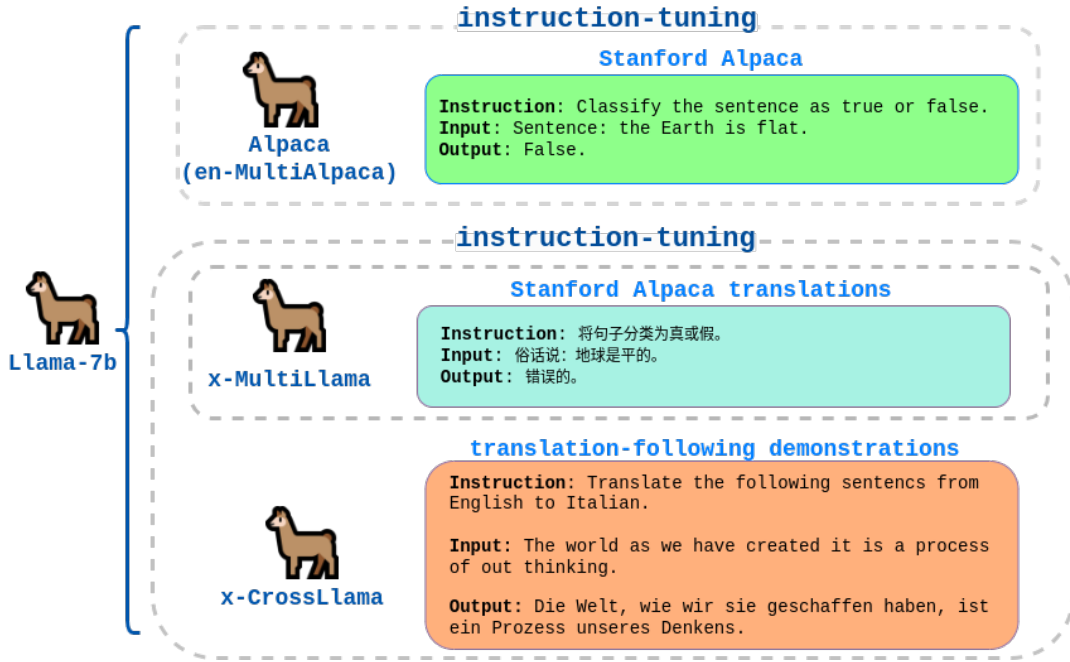 instruction-tuning
Stanford Alpaca
Instruction: Classify the sentence as true or false.
Input: Sentence: the Earth is flat.
Output: False.
Alpaca
(en-MultiAlpaca)
instruction-tuning
Stanford Alpaca translations
Instruction: 将句子分类为真或假。
Input: 俗话说：地球是平的。
Output: 错误的。
x-MultiLlama
Llama-7b
translation-following demonstrations
Instruction: Translate the following sentencs from
English to Italian.
Input: The world as we have created it is a process
of out thinking.
Output: Die Welt, wie wir sie geschaffen haben, ist
ein Prozess unseres Denkens.
x-CrossLlama